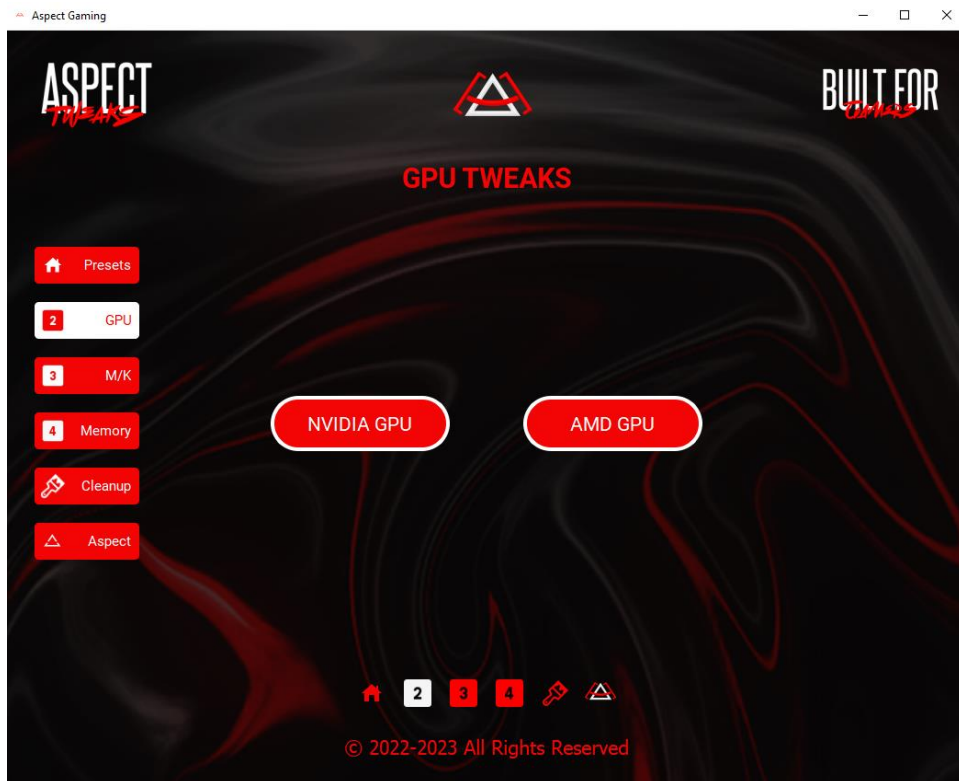 Aspect Gaming
ASPECT
TWEAKS
BUILT FOR
GAMERS
GPU TWEAKS
Presets
2 GPU
3 M/K
4 Memory
Cleanup
Aspect
NVIDIA GPU
AMD GPU
2 3 4
© 2022-2023 All Rights Reserved